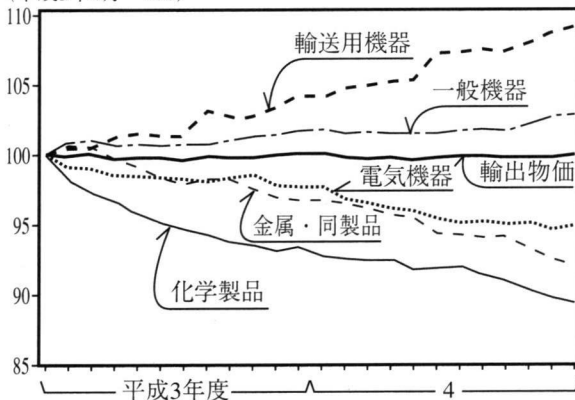 110
輸送用機器
105
一般機器
100
電気機器
輸出物価
95
金属・同製品
90
化学製品
85
平成3年度
4